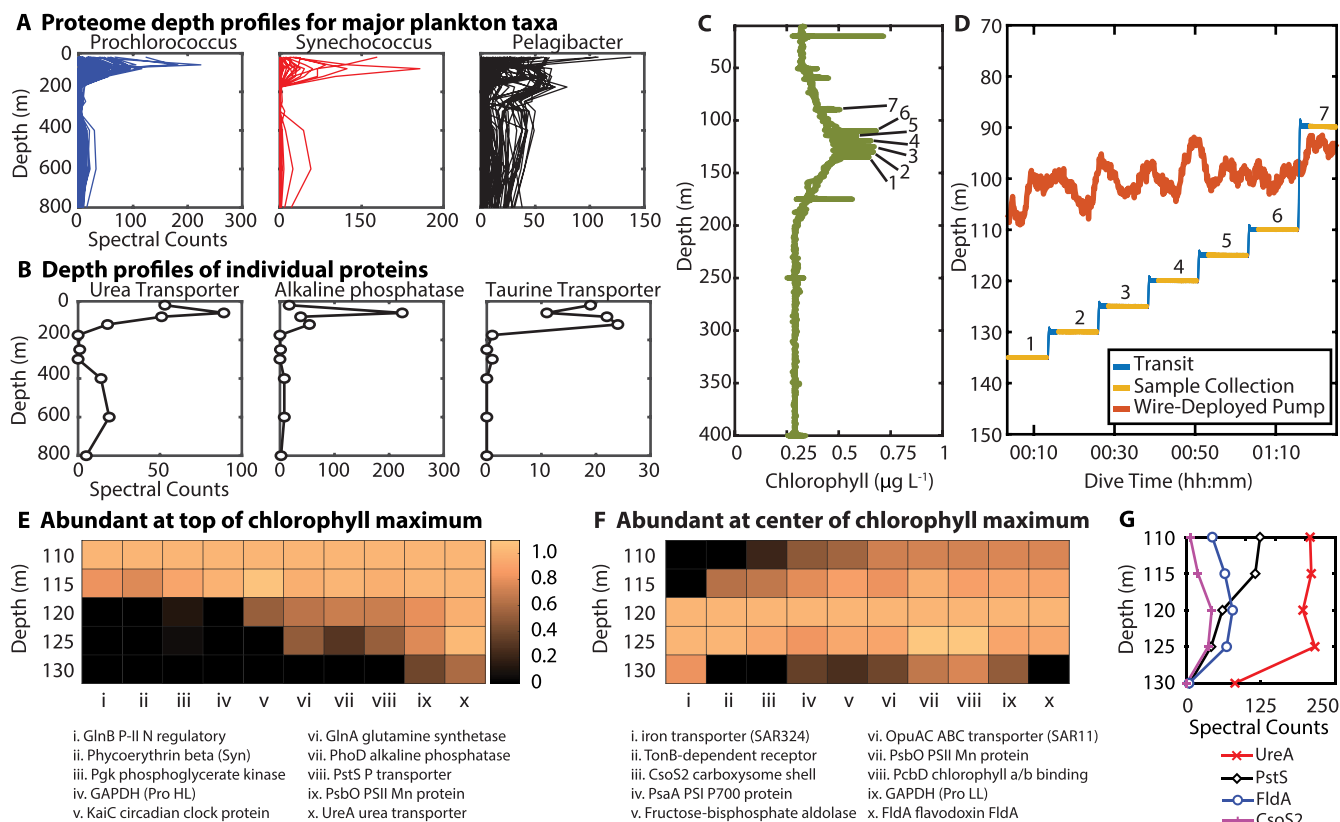 A Proteome depth profiles for major plankton taxa
Prochlorococcus Synechococcus Pelagibacter
0
400
600
800
Depth (m)
0 100 200 300
0 150 200
0 50 100 150
Spectral Counts
B Depth profiles of individual proteins
Urea Transporter Alkaline phosphatase Taurine Transporter
0
200
400
600
800
Depth (m)
0 50 100
0 100 200 300
0 10 20 30
Spectral Counts
C
50
100
150
200
250
300
350
400
Depth (m)
7
6
5
4
3
2
1
0 0.25 0.5 0.75 1
Chlorophyll (µg L-1)
D
70
80
90
100
110
120
130
140
150
Depth (m)
1 2 3 4 5 6 7
Transit
Sample Collection
Wire-Deployed Pump
00:10 00:30 00:50 01:10
Dive Time (hh:mm)
E Abundant at top of chlorophyll maximum
110
115
120
125
130
Depth (m)
1.0
0.8
0.6
0.4
0.2
0
i ii iii iv v vi vii viii ix x
i. GlnB P-II N regulatory
ii. Phycoerythrin beta (Syn)
iii. Pgk phosphoglycerate kinase
iv. GAPDH (Pro HL)
v. KaiC circadian clock protein
vi. GlnA glutamine synthetase
vii. PhoD alkaline phosphatase
viii. PstS P transporter
ix. PsbO PSII Mn protein
x. UreA urea transporter
F Abundant at center of chlorophyll maximum
110
115
120
125
130
Depth (m)
i ii iii iv v vi vii viii ix x
i. iron transporter (SAR324)
ii. TonB-dependent receptor
iii. CsoS2 carboxysome shell
iv. PsaA PSI P700 protein
v. Fructose-bisphosphate aldolase
vi. OpuAC ABC transporter (SAR11)
vii. PsbO PSII Mn protein
viii. PcbD chlorophyll a/b binding
ix. GAPDH (Pro LL)
x. FldA flavodoxin FldA
G
110
115
120
125
130
Depth (m)
0 125 250
Spectral Counts
UreA
PstS
FldA
CsoS2